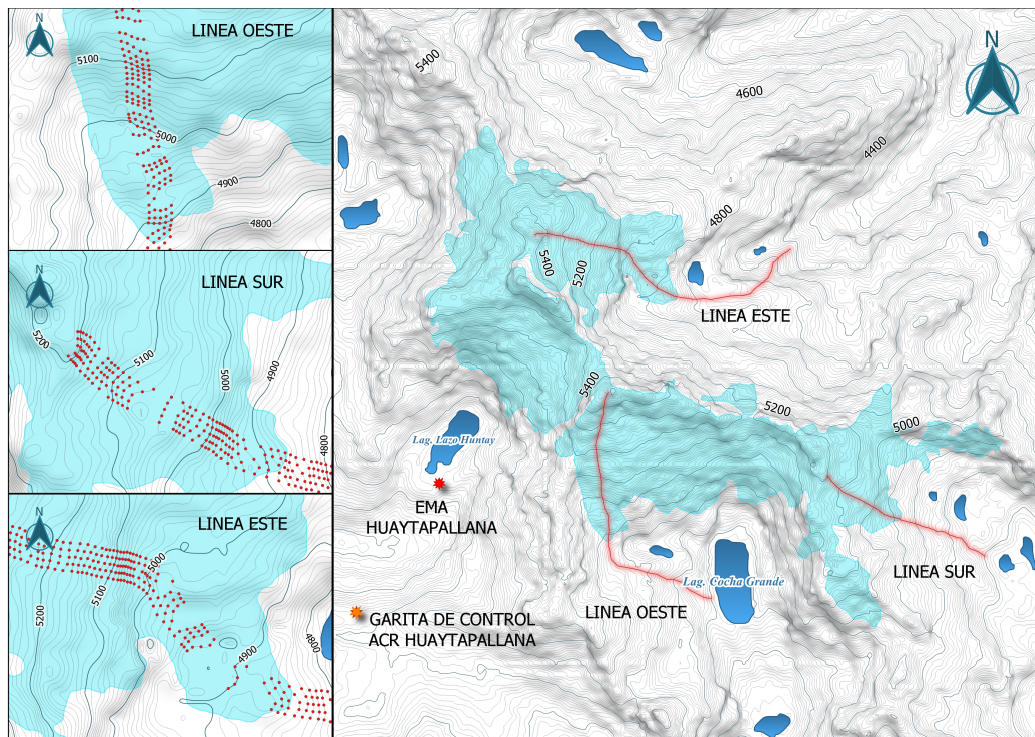 N
LINEA OESTE
5100
5000
4900
4800
N
LINEA SUR
5200
5100
5000
4900
4800
N
LINEA ESTE
5200
5100
5000
4900
4800
N
5400
4600
4400
4800
5400
5200
LINEA ESTE
5400
5200
5000
Lag. Lazo Huntay
EMA
HUAYTAPALLANA
Lag. Cocha Grande
LINEA SUR
LINEA OESTE
GARITA DE CONTROL
ACR HUAYTAPALLANA